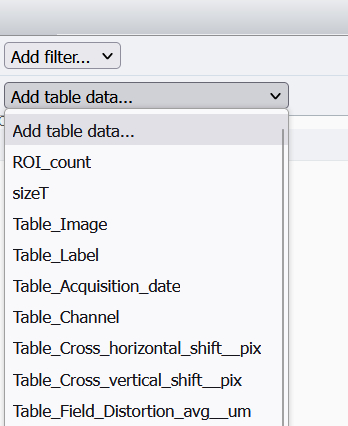 Add filter...
Add table data...
Add table data...
ROI_count
sizeT
Table_Image
Table_Label
Table_Acquisition_date
Table_Channel
Table_Cross_horizontal_shift__pix
Table_Cross_vertical_shift__pix
Table_Field_Distortion_avg__um